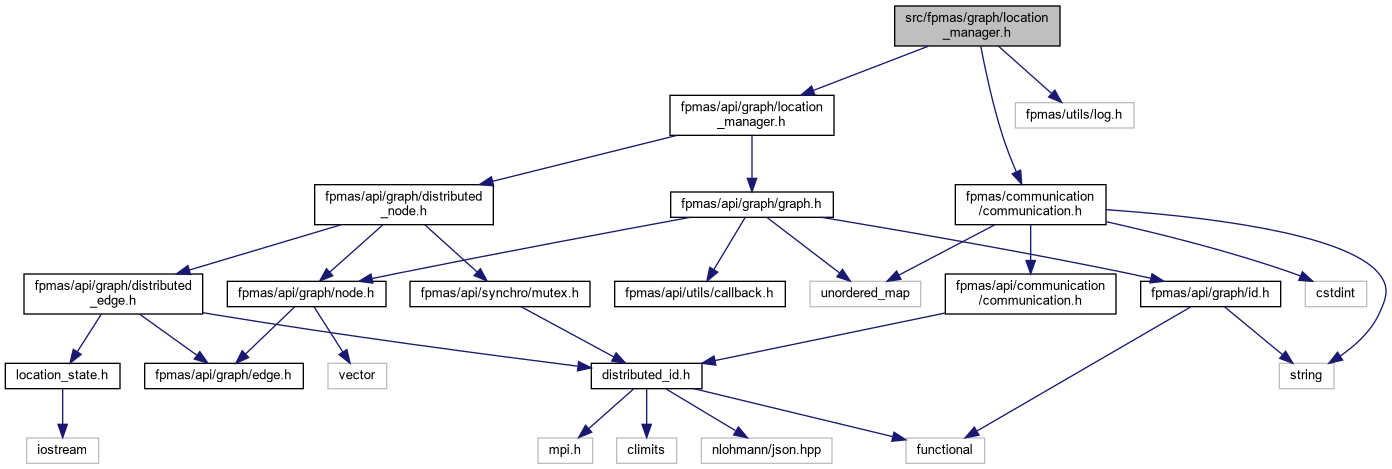 src/fpmas/graph/location
_manager.h
fpmas/api/graph/location
_manager.h
fpmas/utils/log.h
fpmas/api/graph/distributed
_node.h
fpmas/api/graph/graph.h
fpmas/communication
/communication.h
fpmas/api/graph/distributed
_edge.h
fpmas/api/graph/node.h
fpmas/api/synchro/mutex.h
fpmas/api/utils/callback.h
unordered_map
fpmas/api/communication
/communication.h
fpmas/api/graph/id.h
cstdint
location_state.h
fpmas/api/graph/edge.h
vector
distributed_id.h
string
iostream
mpi.h
climits
nlohmann/json.hpp
functional